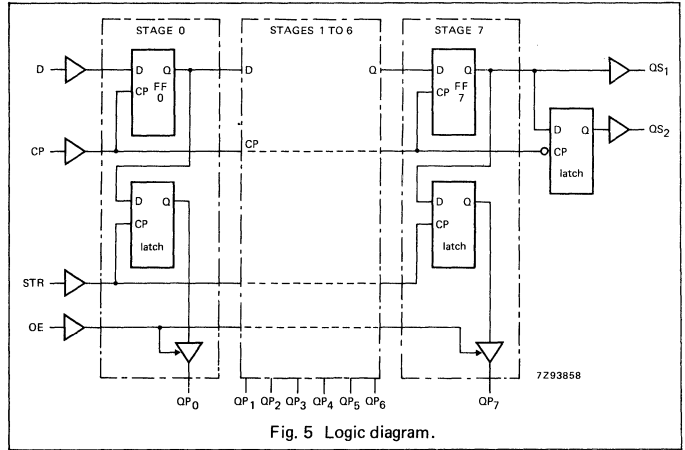 STAGE 0 STAGES 1 TO 6 STAGE 7
D D Q D Q D Q QS1
FF 0 FF 7
CP CP
D Q QS2
CP CP CP
latch
D Q D Q
CP CP
latch latch
STR
OE
7Z93858
QP0 QP1 QP2 QP3 QP4 QP5 QP6 QP7
Fig. 5 Logic diagram.